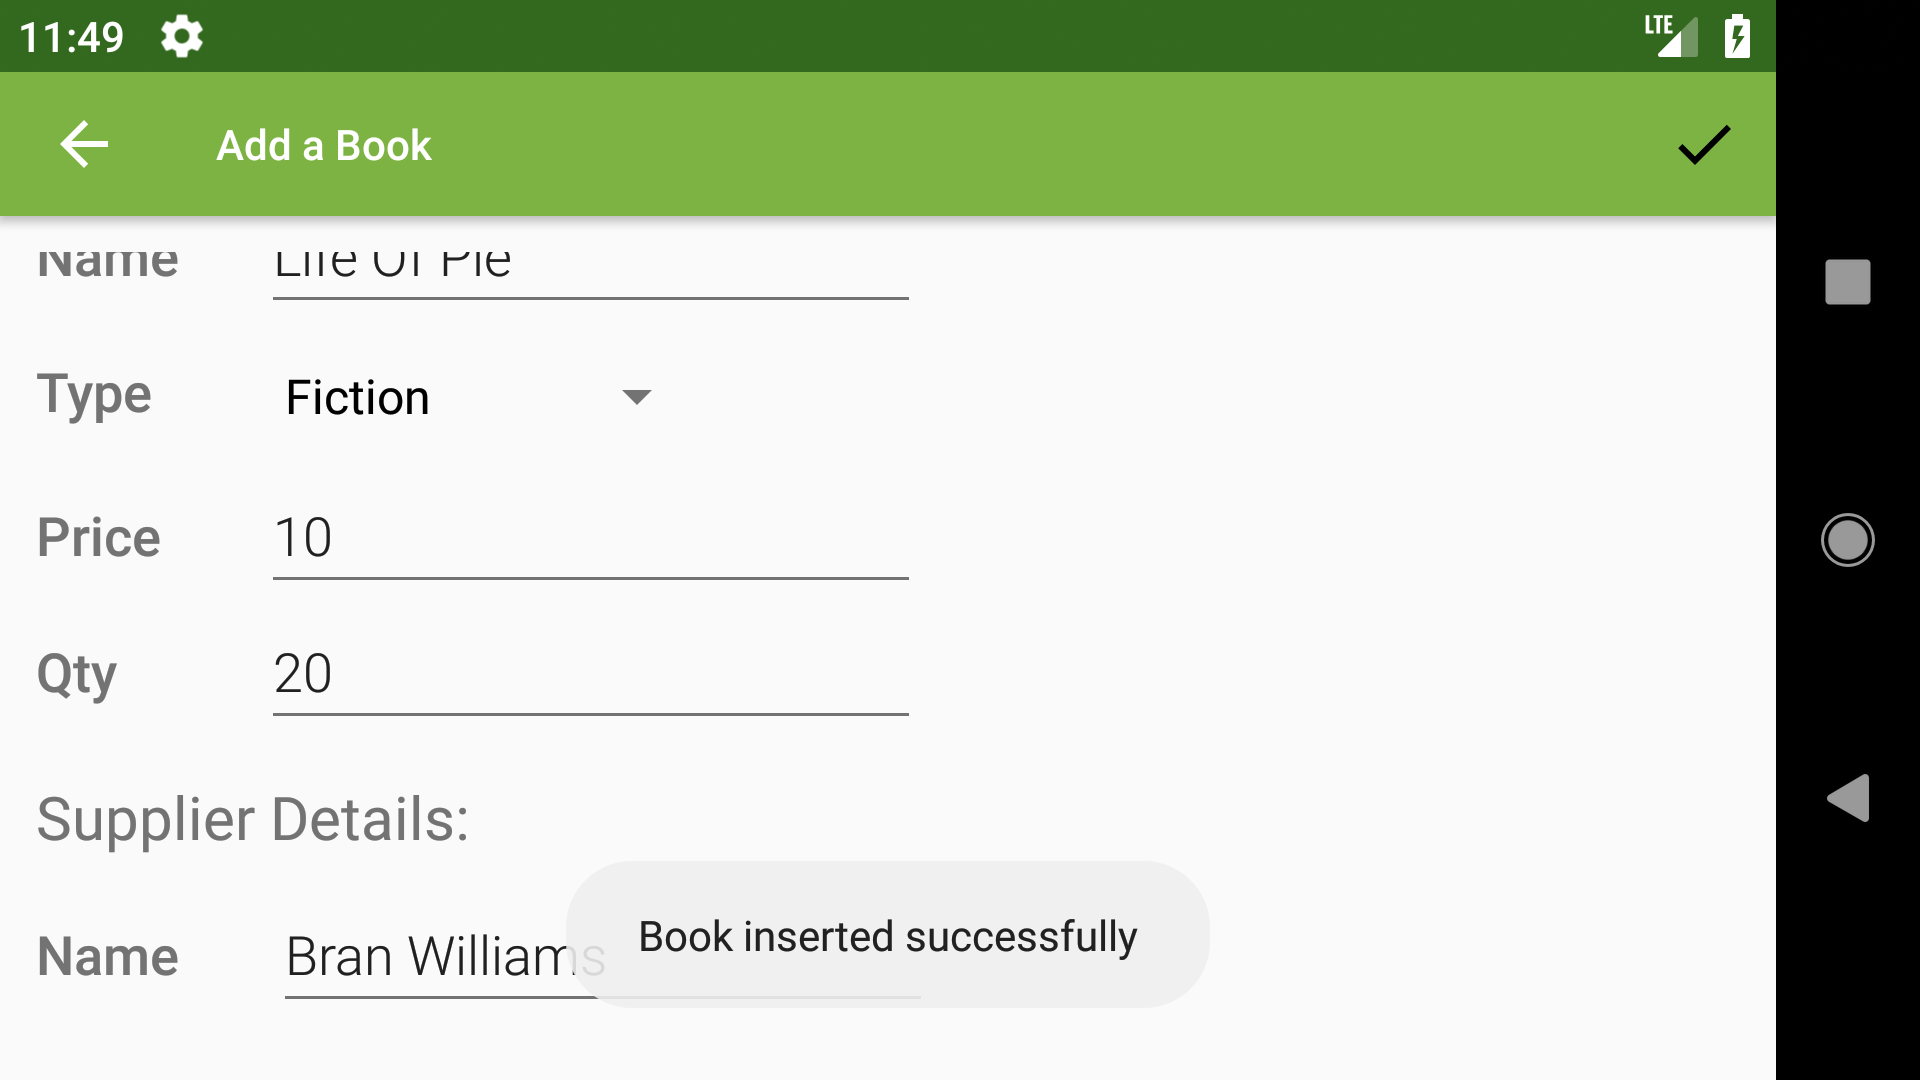 11:49 LTE
Add a Book
Name Life Of Pie
Type Fiction
Price 10
Qty 20
Supplier Details:
Name Bran Williams
Book inserted successfully